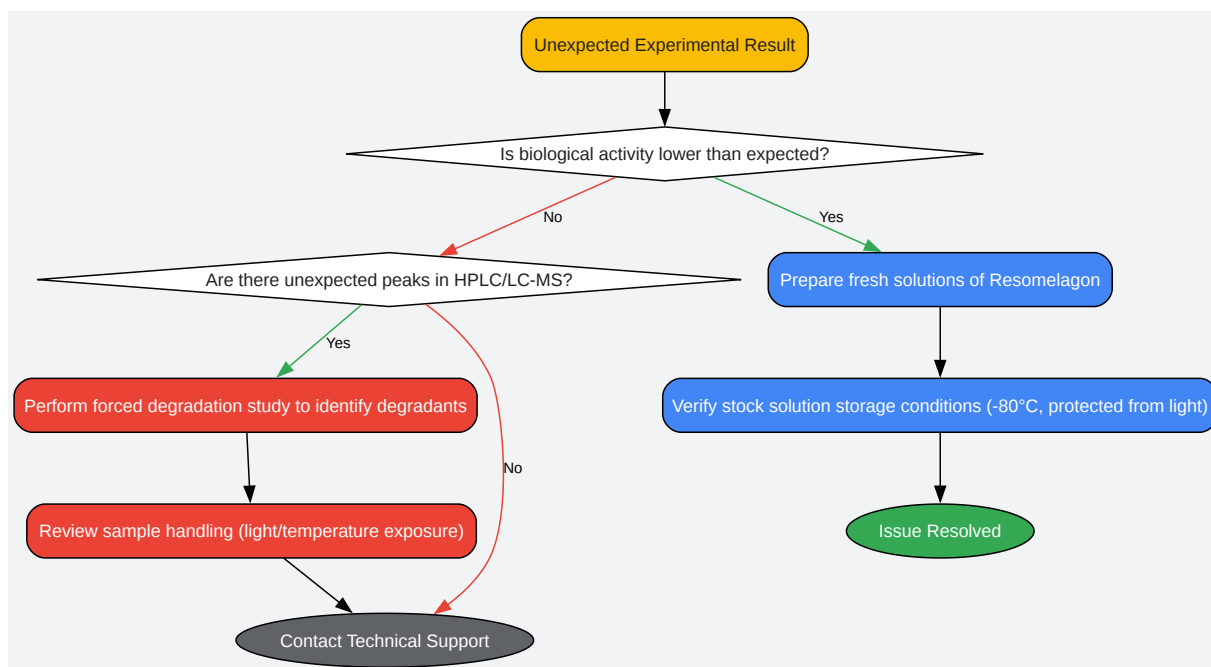 Unexpected Experimental Result
Is biological activity lower than expected?
No
Yes
Are there unexpected peaks in HPLC/LC-MS?
Prepare fresh solutions of Resomelagon
Yes
Perform forced degradation study to identify degradants
Verify stock solution storage conditions (-80°C, protected from light)
No
Review sample handling (light/temperature exposure)
Issue Resolved
Contact Technical Support